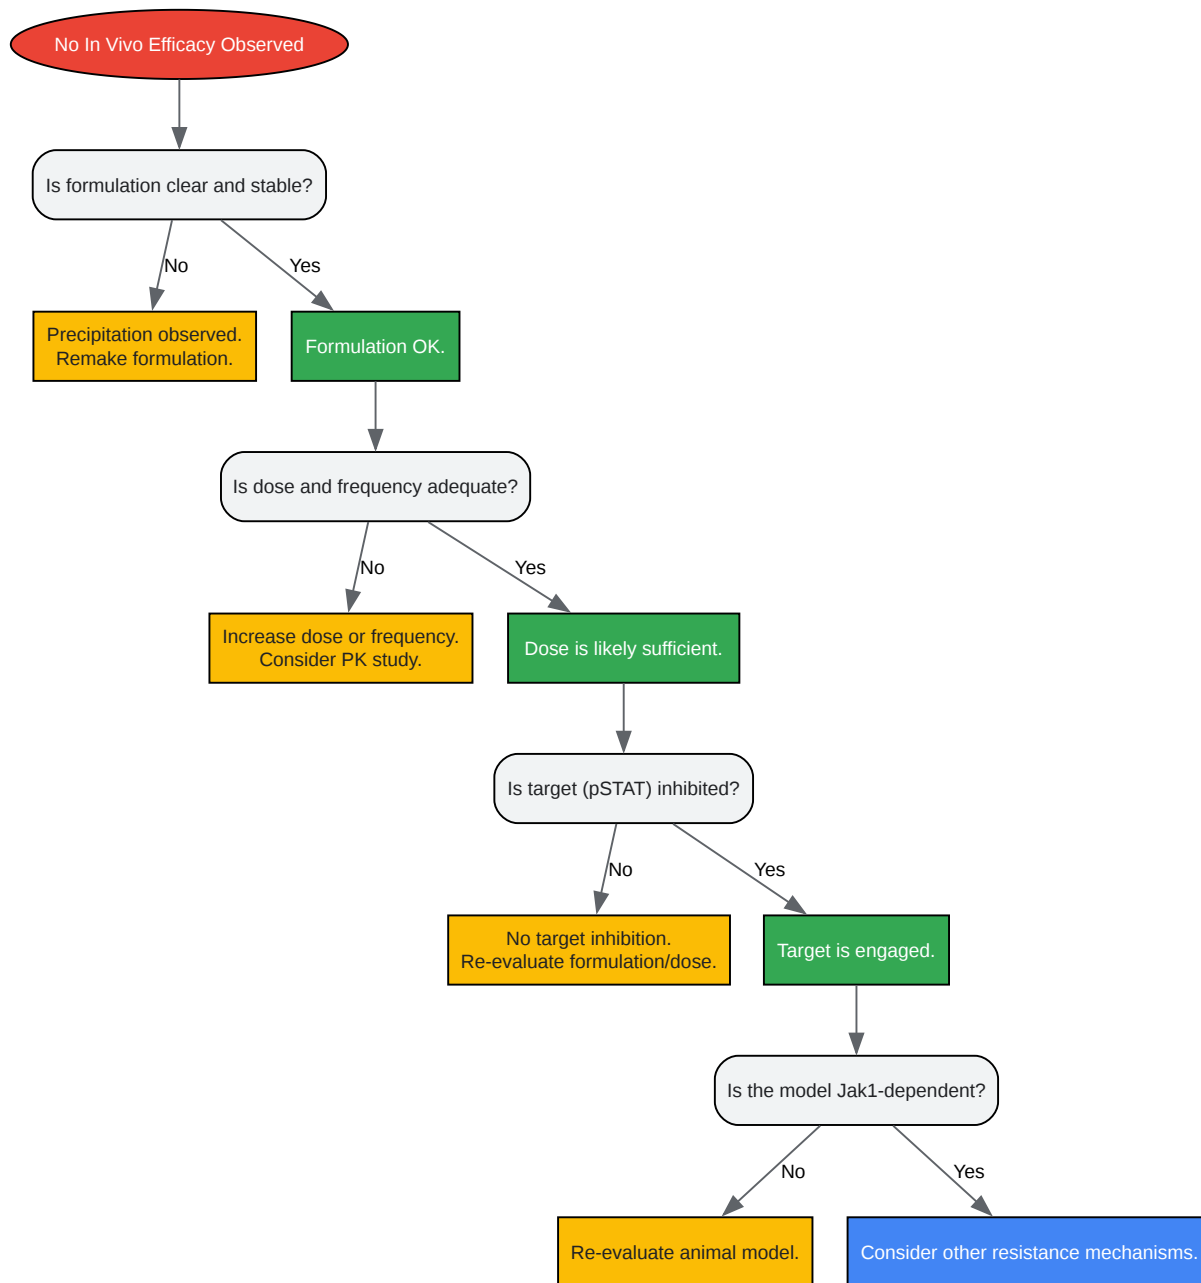 No In Vivo Efficacy Observed
Is formulation clear and stable?
No
Yes
Precipitation observed.
Remake formulation.
Formulation OK.
Is dose and frequency adequate?
No
Yes
Increase dose or frequency.
Consider PK study.
Dose is likely sufficient.
Is target (pSTAT) inhibited?
No
Yes
No target inhibition.
Re-evaluate formulation/dose.
Target is engaged.
Is the model Jak1-dependent?
No
Yes
Re-evaluate animal model.
Consider other resistance mechanisms.